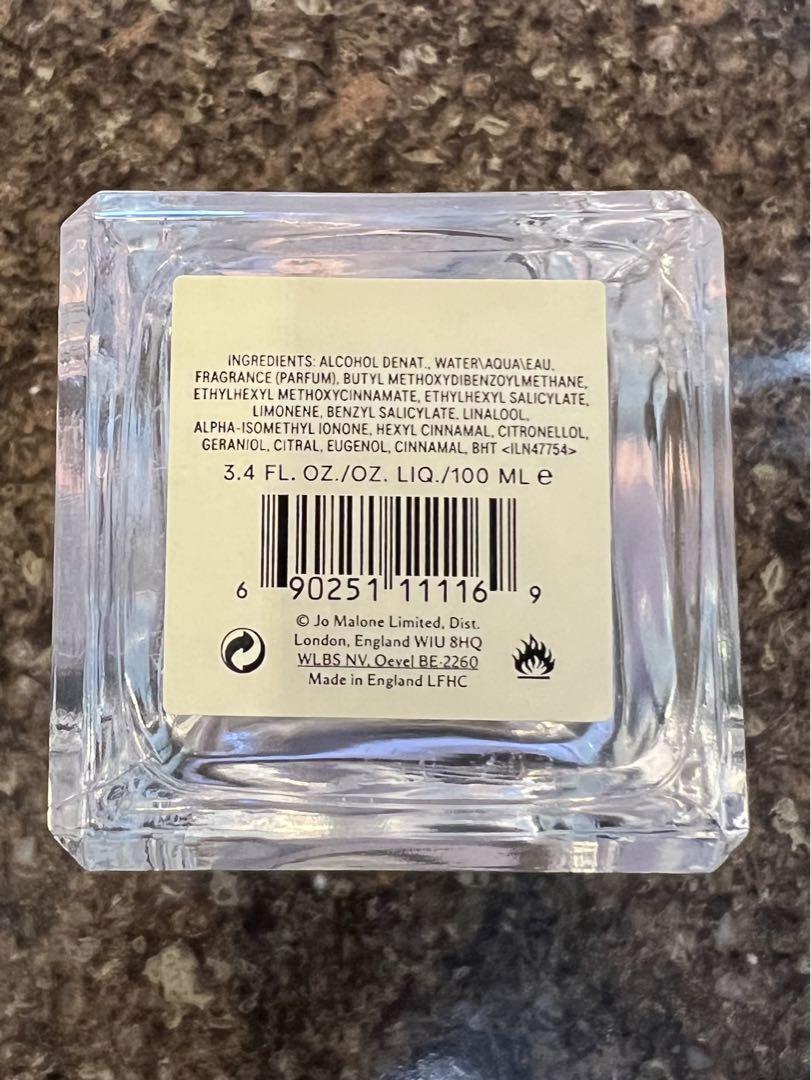 INGREDIENTS: ALCOHOL DENAT., WATER\AQUA\EAU,
FRAGRANCE (PARFUM), BUTYL METHOXYDIBENZOYLMETHANE,
ETHYLHEXYL METHOXYCINNAMATE, ETHYLHEXYL SALICYLATE,
LIMONENE, BENZYL SALICYLATE, LINALOOL,
ALPHA-ISOMETHYL IONONE, HEXYL CINNAMAL, CITRONELLOL,
GERANIOL, CITRAL, EUGENOL, CINNAMAL, BHT <ILN47754>
3.4 FL. OZ./OZ. LIQ./100 ML e
6 90251 11116 9
© Jo Malone Limited, Dist.
London, England W1U 8HQ
WLBS NV, Oevel BE-2260
Made in England LFHC